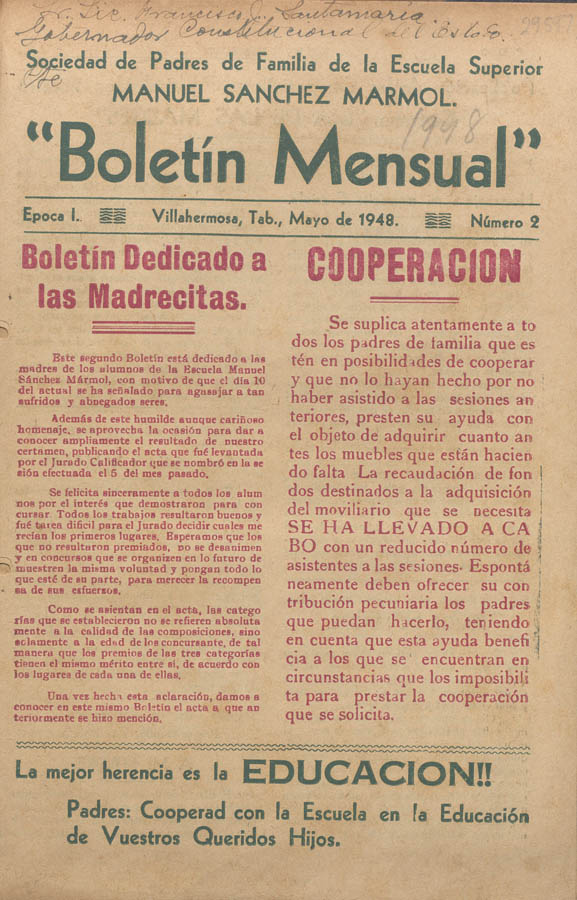 Sr. Lic. Francisco J. Santamaría.
Gobernador Constitucional del Estado.
Pte
Sociedad de Padres de Familia de la Escuela Superior
MANUEL SANCHEZ MARMOL.
1948
"Boletín Mensual"
Epoca I. Villahermosa, Tab., Mayo de 1948. Número 2
Boletín Dedicado a
las Madrecitas.
Este segundo Boletín está dedicado a las
madres de los alumnos de la Escuela Manuel
Sánchez Mármol, con motivo de que el día 10
del actual se ha señalado para agasajar a tan
sufridos y abnegados seres.
Además de este humilde aunque cariñoso
homenaje, se aprovecha la ocasión para dar a
conocer ampliamente el resultado de nuestro
certamen, publicando el acta que fué levantada
por el Jurado Calificador que se nombró en la se
sión efectuada el 5 del mes pasado.
Se felicita sinceramente a todos los alum
nos por el interés que demostraron para con
cursar. Todos los trabajos resultaron buenos y
fué tarea difícil para el Jurado decidir cuales me
recían los primeros lugares. Esperamos que los
que no resultaron premiados, no se desanimen
y en concursos que se organizen en lo futuro de
muestren la misma voluntad y pongan todo lo
que esté de su parte, para merecer la recompen
sa de sus esfuerzos.
Como se asientan en el acta, las catego
rías que se establecieron no se refieren absoluta
mente a la calidad de las composiciones, sino
solamente a la edad de los concursante, de tal
manera que los premios de las tres categorías
tienen el mismo mérito entre sí, de acuerdo con
los lugares de cada una de ellas.
Una vez hecha esta aclaración, damos a
conocer en este mismo Boletín el acta a que an
teriormente se hizo mención.
COOPERACION
Se suplica atentamente a to
dos los padres de familia que es
tén en posibilidades de cooperar
y que no lo hayan hecho por no
haber asistido a las sesiones an
teriores, presten su ayuda con
el objeto de adquirir cuanto an
tes los muebles que están hacien
do falta La recaudación de fon
dos destinados a la adquisición
del moviliario que se necesita
SE HA LLEVADO A CA
BO con un reducido número de
asistentes a las sesiones. Espontá
neamente deben ofrecer su con
tribución pecuniaria los padres
que puedan hacerlo, teniendo
en cuenta que esta ayuda benefi
cia a los que se encuentran en
circunstancias que los imposibili
ta para prestar la cooperación
que se solicita.
La mejor herencia es la EDUCACION!!
Padres: Cooperad con la Escuela en la Educación
de Vuestros Queridos Hijos.